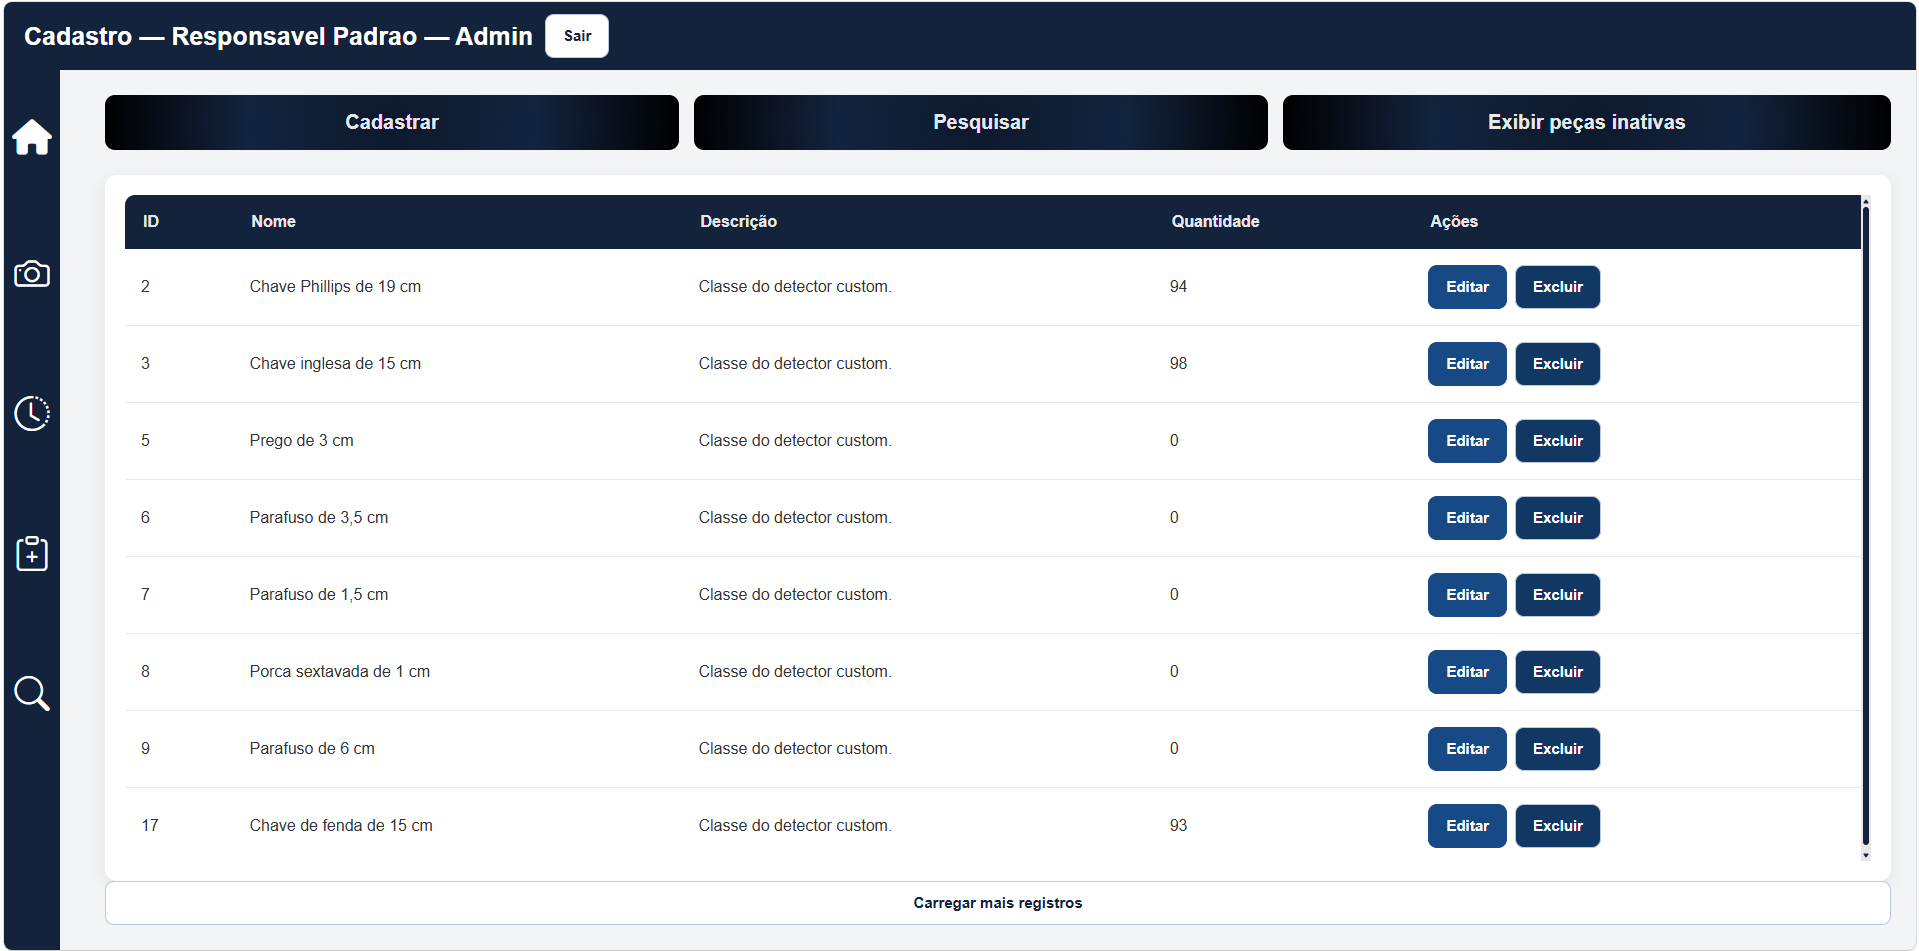 Cadastro — Responsavel Padrao — Admin Sair
Cadastrar Pesquisar Exibir peças inativas
ID Nome Descrição Quantidade Ações
2 Chave Phillips de 19 cm Classe do detector custom. 94 Editar Excluir
3 Chave inglesa de 15 cm Classe do detector custom. 98 Editar Excluir
5 Prego de 3 cm Classe do detector custom. 0 Editar Excluir
6 Parafuso de 3,5 cm Classe do detector custom. 0 Editar Excluir
7 Parafuso de 1,5 cm Classe do detector custom. 0 Editar Excluir
8 Porca sextavada de 1 cm Classe do detector custom. 0 Editar Excluir
9 Parafuso de 6 cm Classe do detector custom. 0 Editar Excluir
17 Chave de fenda de 15 cm Classe do detector custom. 93 Editar Excluir
Carregar mais registros